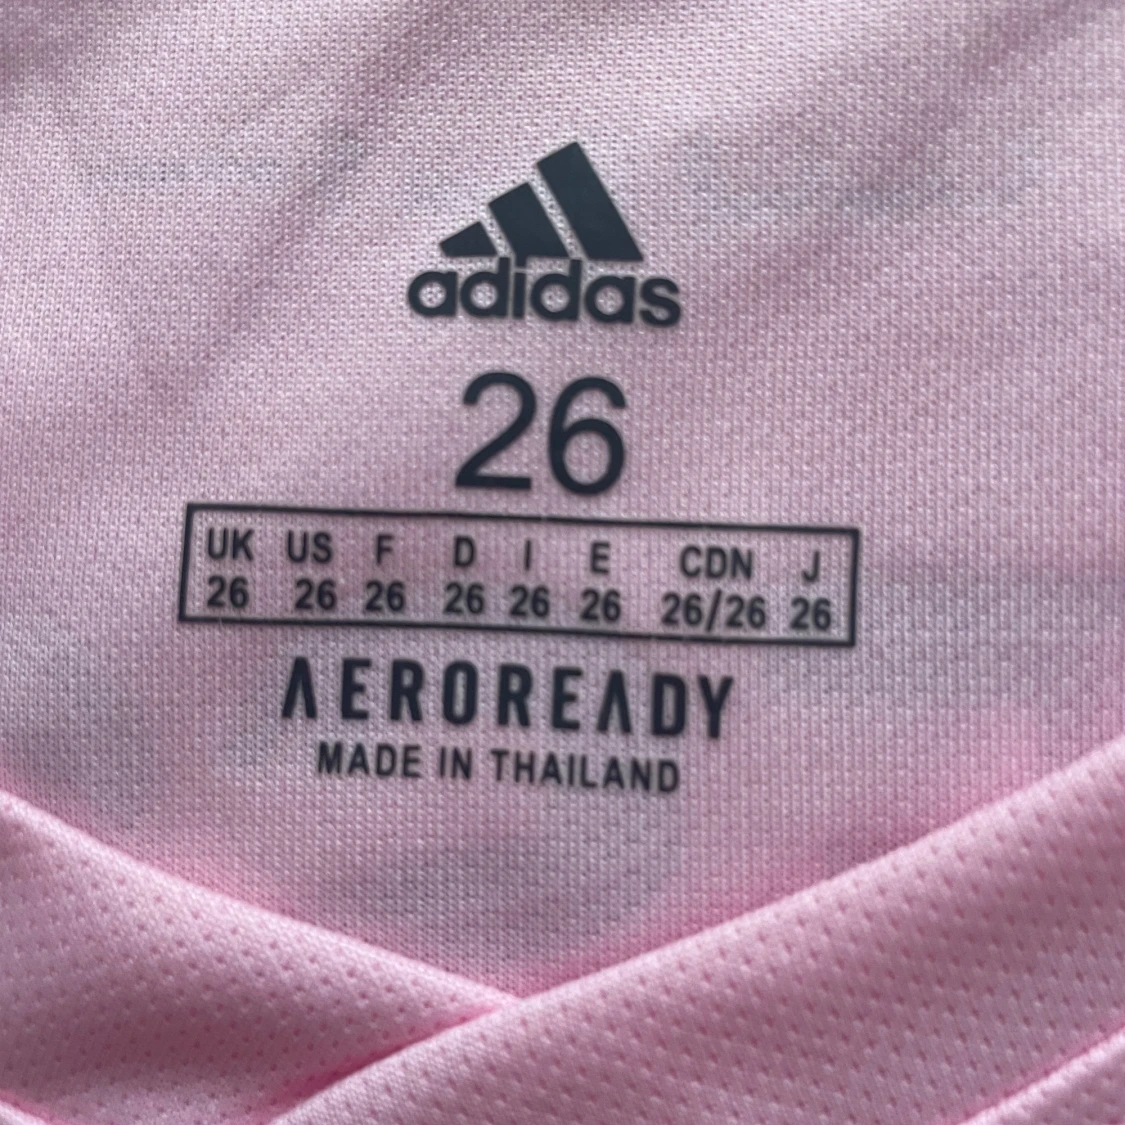 adidas
26
UK US F D I E CDN J
26 26 26 26 26 26 26/26 26
AEROREADY
MADE IN THAILAND